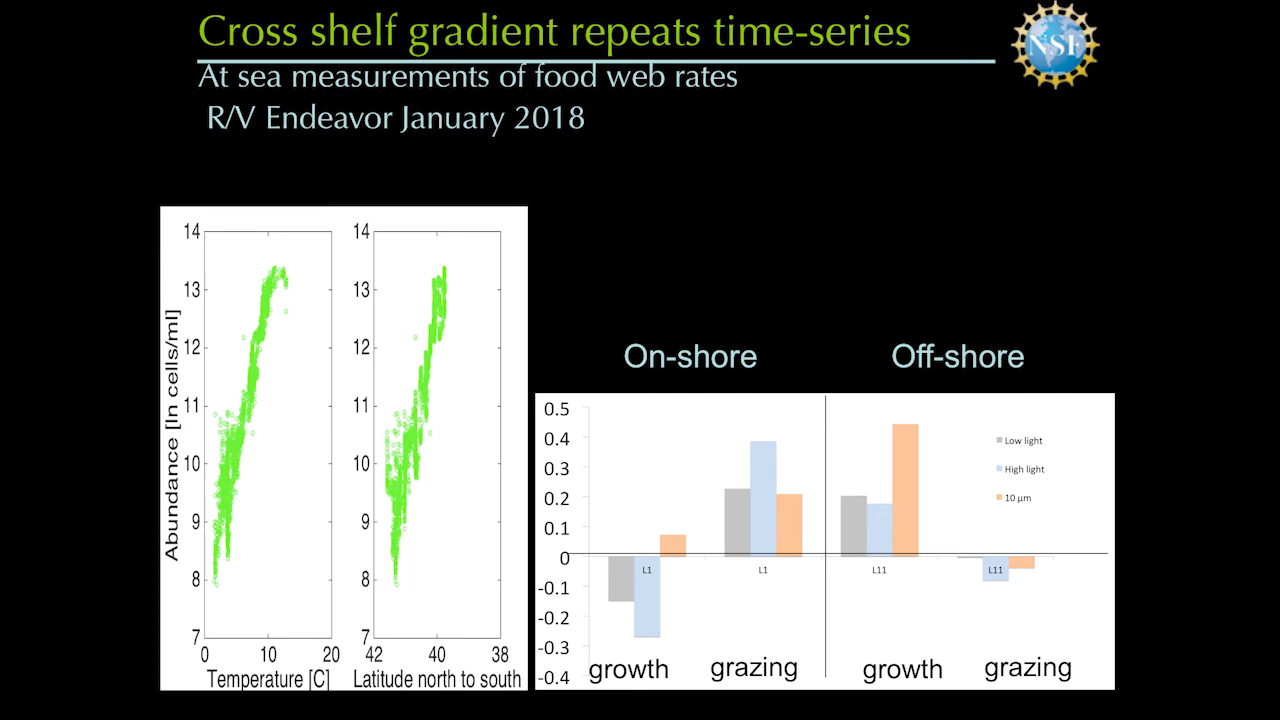 Cross shelf gradient repeats time-series
NSF
At sea measurements of food web rates
R/V Endeavor January 2018
14
13
12
11
10
9
8
7
Abundance [ln cells/ml]
0 10 20
Temperature [C]
14
13
12
11
10
9
8
7
42 40 38
Latitude north to south
On-shore Off-shore
0.5
0.4
0.3
0.2
0.1
0
-0.1
-0.2
-0.3
-0.4
L1 L1 L11 L11
growth grazing growth grazing
Low light
High light
10 µm